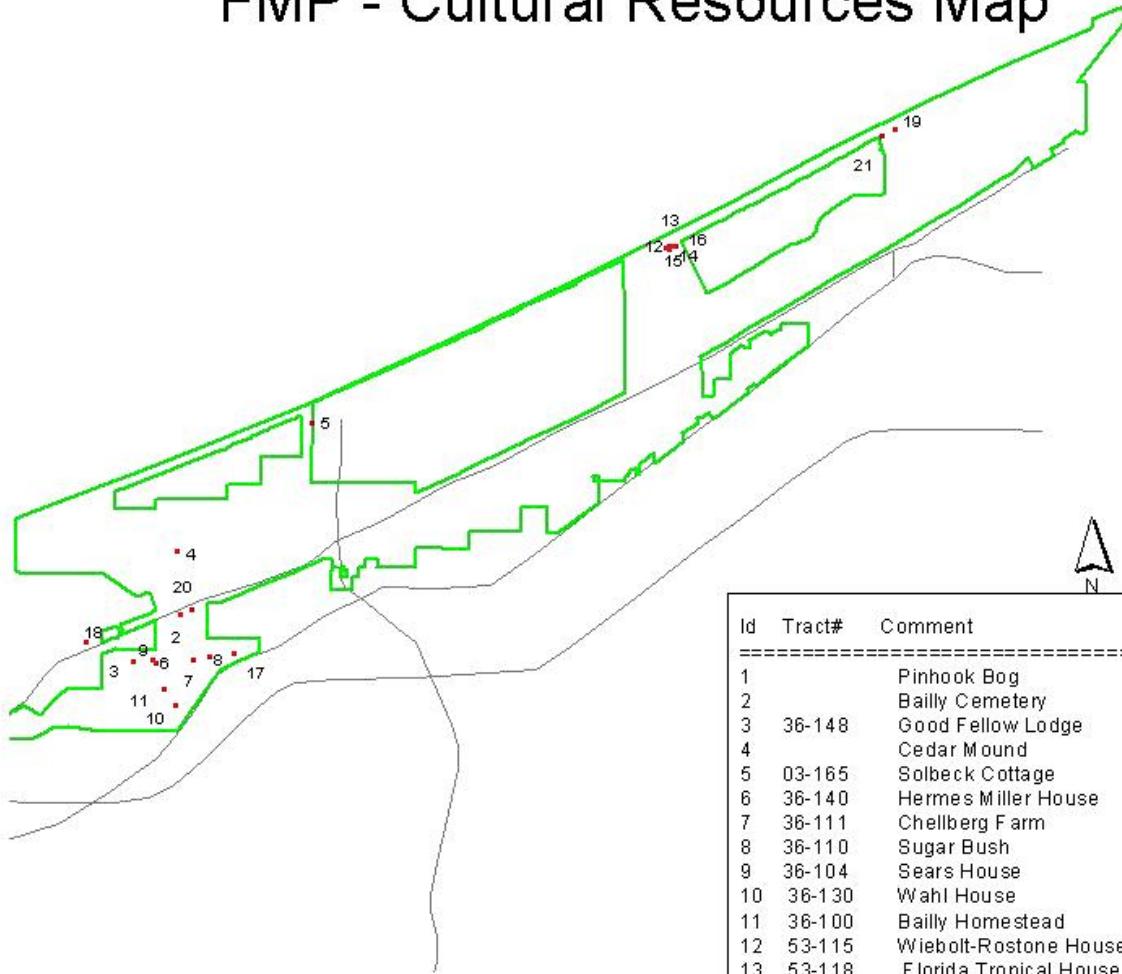 FMP - Cultural Resources Map
19
21
13
12 16
15 14
5
4
20
18
2
9
3 6 8
7 17
11
10
N
Id Tract# Comment
==================================
1 Pinhook Bog
2 Bailly Cemetery
3 36-148 Good Fellow Lodge
4 Cedar Mound
5 03-165 Solbeck Cottage
6 36-140 Hermes Miller House
7 36-111 Chellberg Farm
8 36-110 Sugar Bush
9 36-104 Sears House
10 36-130 Wahl House
11 36-100 Bailly Homestead
12 53-115 Wiebolt-Rostone House
13 53-118 Florida Tropical House